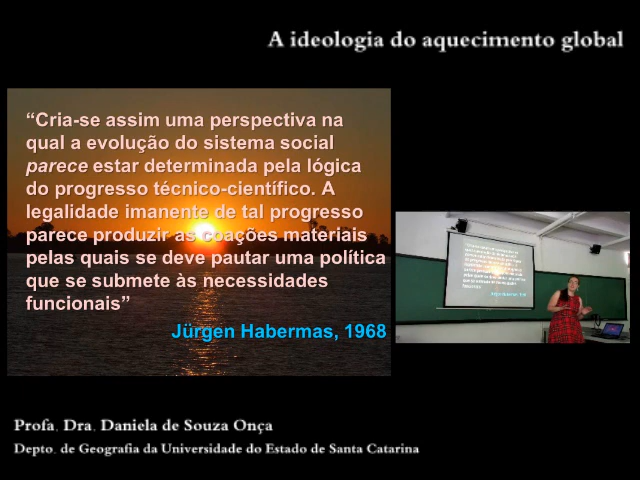 A ideologia do aquecimento global
“Cria-se assim uma perspectiva na
qual a evolução do sistema social
parece estar determinada pela lógica
do progresso técnico-científico. A
legalidade imanente de tal progresso
parece produzir as coações materiais
pelas quais se deve pautar uma política
que se submete às necessidades
funcionais”
Jürgen Habermas, 1968
Profa. Dra. Daniela de Souza Onça
Depto. de Geografia da Universidade do Estado de Santa Catarina